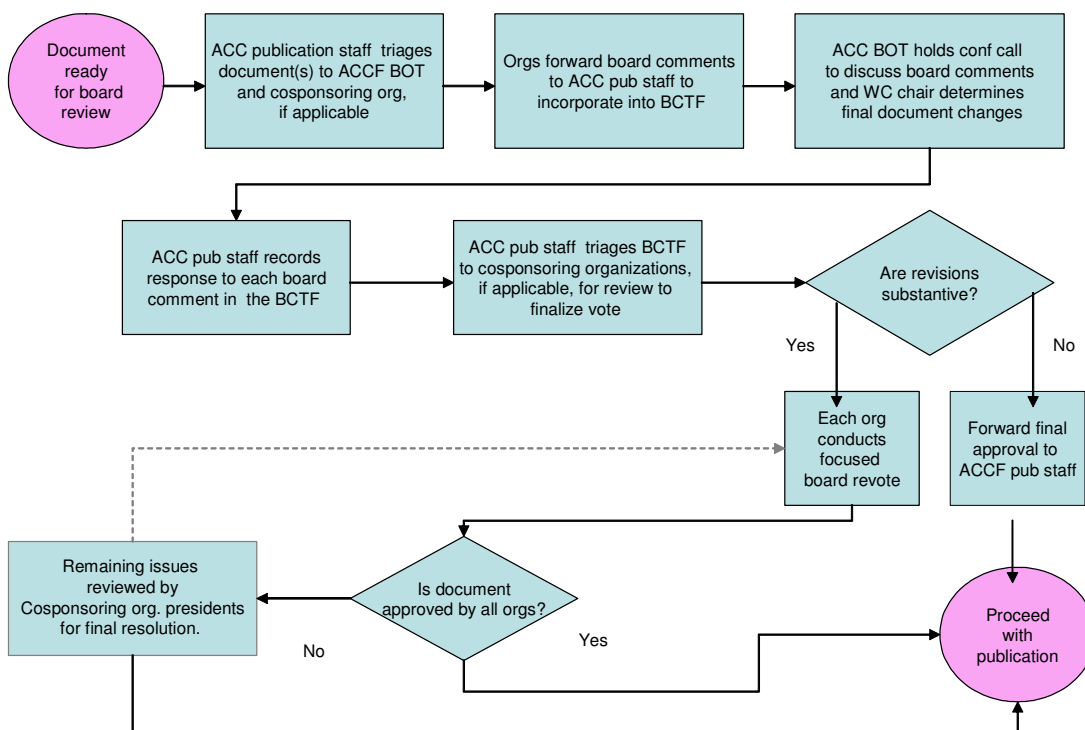 Document
ready
for board
review
ACC publication staff triages
document(s) to ACCF BOT
and cosponsoring org,
if applicable
Orgs forward board comments
to ACC pub staff to
incorporate into BCTF
ACC BOT holds conf call
to discuss board comments
and WC chair determines
final document changes
ACC pub staff records
response to each board
comment in the BCTF
ACC pub staff triages BCTF
to cosponsoring organizations,
if applicable, for review to
finalize vote
Are revisions
substantive?
Yes
No
Each org
conducts
focused
board revote
Forward final
approval to
ACCF pub staff
Remaining issues
reviewed by
Cosponsoring org. presidents
for final resolution.
Is document
approved by all orgs?
No
Yes
Proceed
with
publication